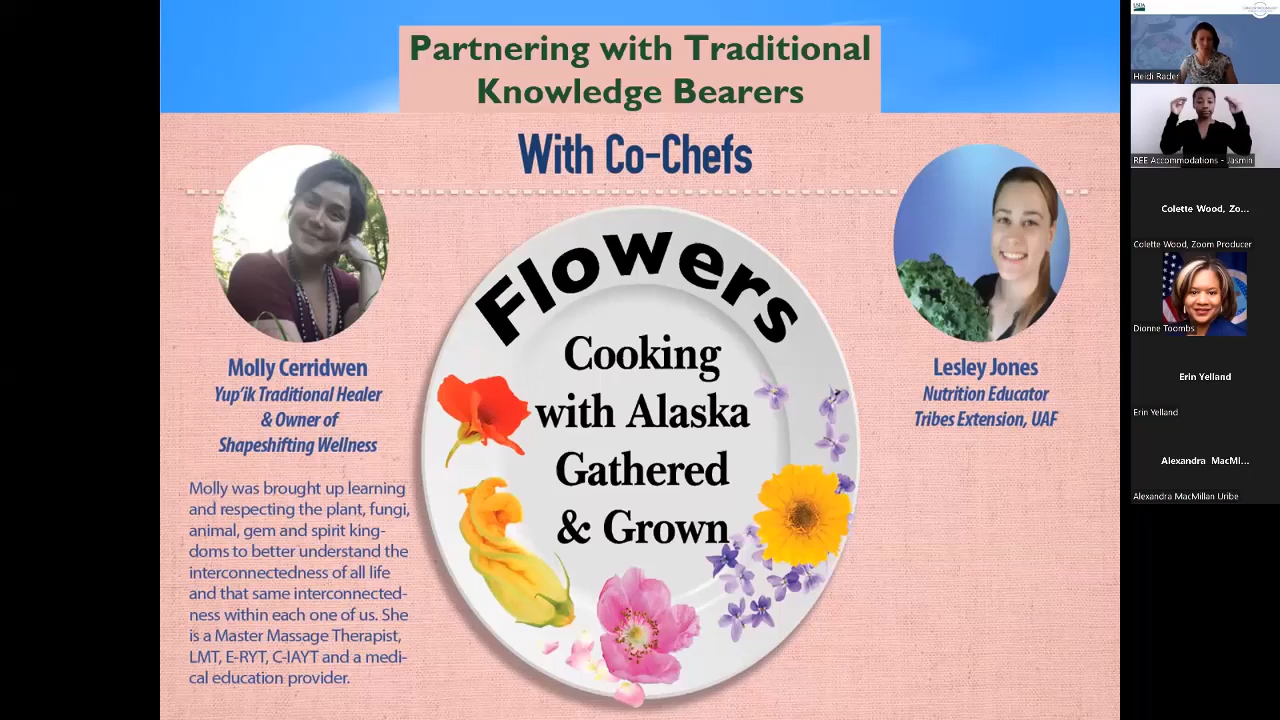 Partnering with Traditional
Knowledge Bearers
With Co-Chefs
Flowers
Cooking
with Alaska
Gathered
& Grown
Molly Cerridwen
Yup'ik Traditional Healer
& Owner of
Shapeshifting Wellness
Molly was brought up learning
and respecting the plant, fungi,
animal, gem and spirit king-
doms to better understand the
interconnectedness of all life
and that same interconnected-
ness within each one of us. She
is a Master Massage Therapist,
LMT, E-RYT, C-IAYT and a medi-
cal education provider.
Lesley Jones
Nutrition Educator
Tribes Extension, UAF
USDA
Heidi Rader
REE Accommodations - Jasmin
Colette Wood, Zo...
Colette Wood, Zoom Producer
Dionne Toombs
Erin Yelland
Erin Yelland
Alexandra MacMi...
Alexandra MacMillan Uribe